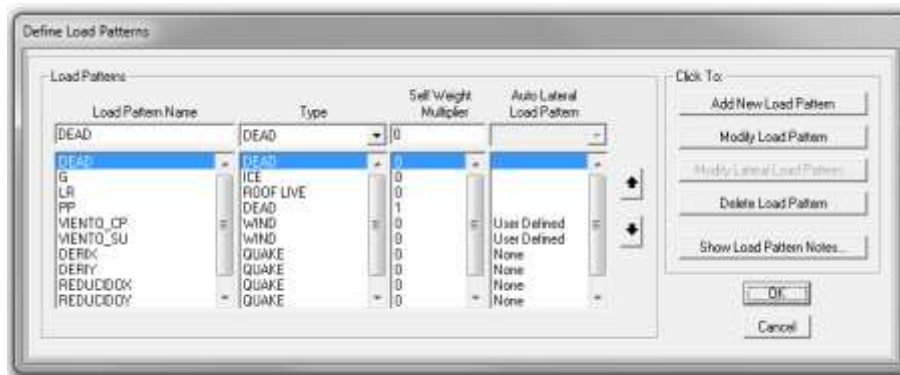 Define Load Patterns
Load Patterns
Click To:
Load Pattern Name Type Self Weight Multiplier Auto Lateral Load Pattern
DEAD DEAD 0
DEAD DEAD 0
G ICE 0
LR ROOF LIVE 0
PP DEAD 1
VIENTO_CP WIND 0 User Defined
VIENTO_SU WIND 0 User Defined
DERIX QUAKE 0 None
DERIY QUAKE 0 None
REDUCIDOX QUAKE 0 None
REDUCIDOY QUAKE 0 None
Add New Load Pattern
Modify Load Pattern
Modify Lateral Load Pattern...
Delete Load Pattern
Show Load Pattern Notes...
OK
Cancel